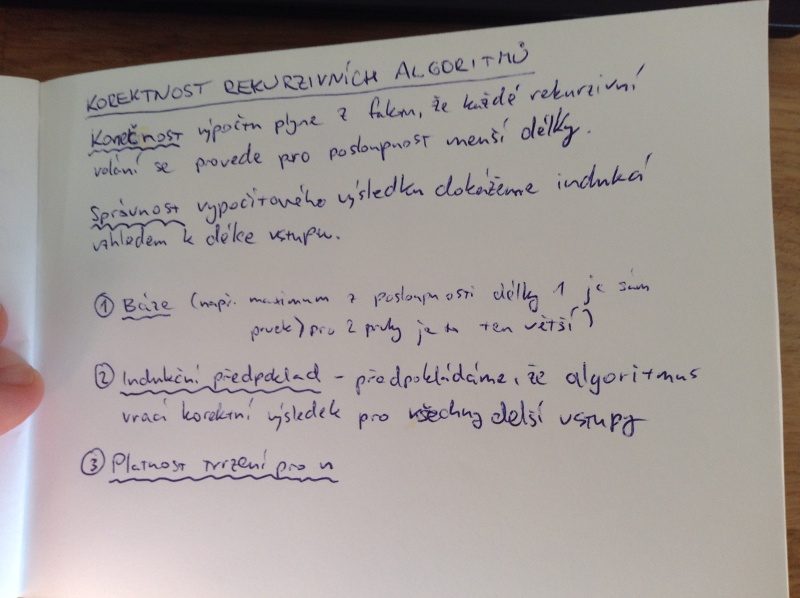 KOREKTNOST REKURZIVNÍCH ALGORITMŮ
Konečnost výpočtu plyne z faktu, že každé rekurzivní
volání se provede pro posloupnost menší délky.
Správnost vypočítového výsledku dokážeme indukcí
vzhledem k délce vstupu.
① Báze (např. maximum z posloupnosti délky 1 je sám
prvek) pro 2 prvky je to ten větší)
② Indukční předpoklad - předpokládáme, že algoritmus
vrací korektní výsledek pro všechny delší vstupy
③ Platnost tvrzení pro n